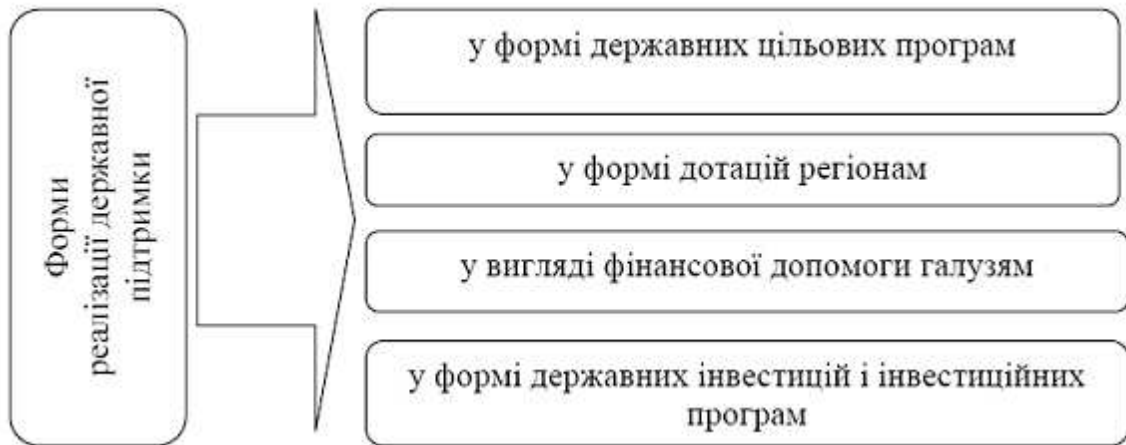 Форми
реалізації державної
підтримки
у формі державних цільових програм
у формі дотацій регіонам
у вигляді фінансової допомоги галузям
у формі державних інвестицій і інвестиційних
програм